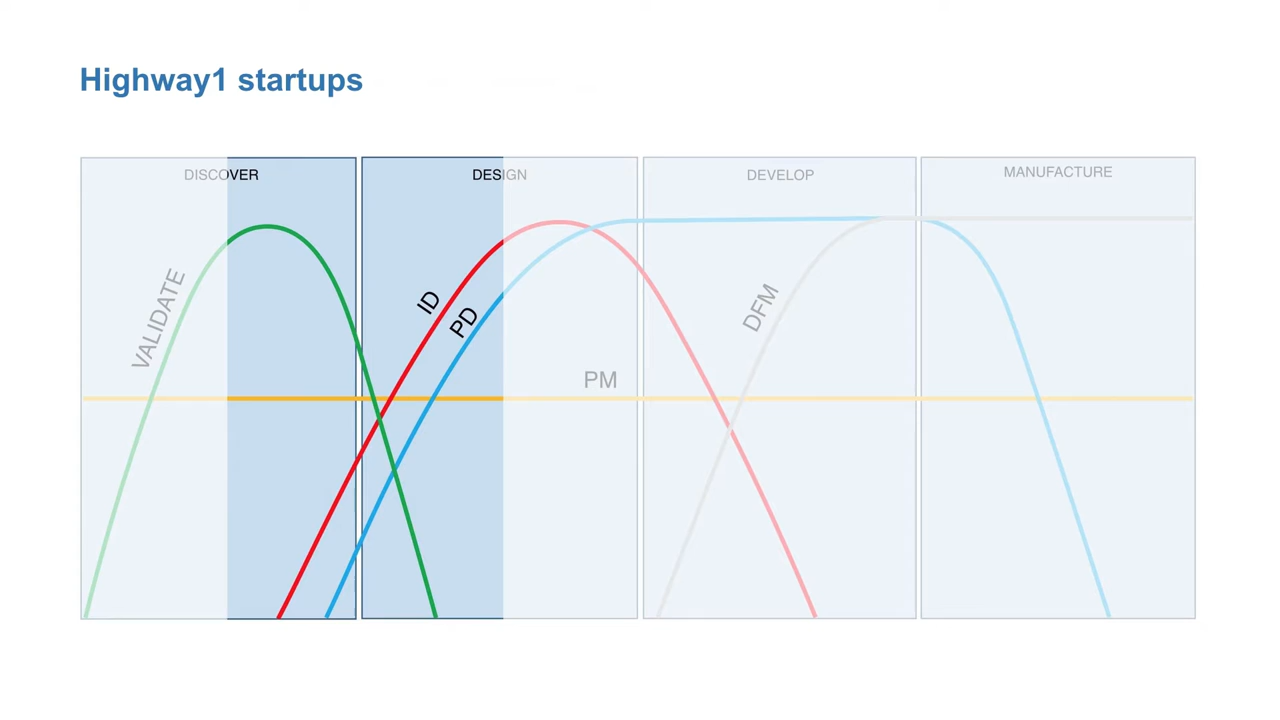 Highway1 startups
DISCOVER
DESIGN
DEVELOP
MANUFACTURE
VALIDATE
ID
PD
DFM
PM